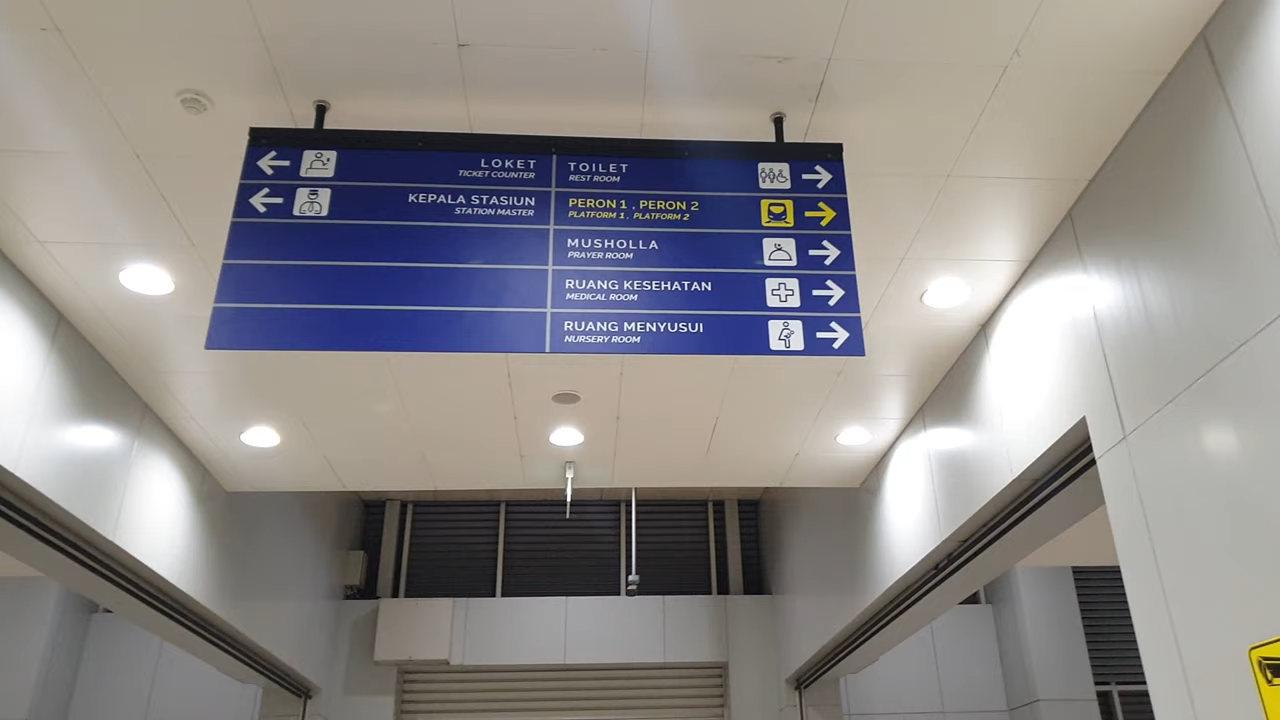 LOKET
TICKET COUNTER
KEPALA STASIUN
STATION MASTER
TOILET
REST ROOM
PERON 1 , PERON 2
PLATFORM 1 , PLATFORM 2
MUSHOLLA
PRAYER ROOM
RUANG KESEHATAN
MEDICAL ROOM
RUANG MENYUSUI
NURSERY ROOM